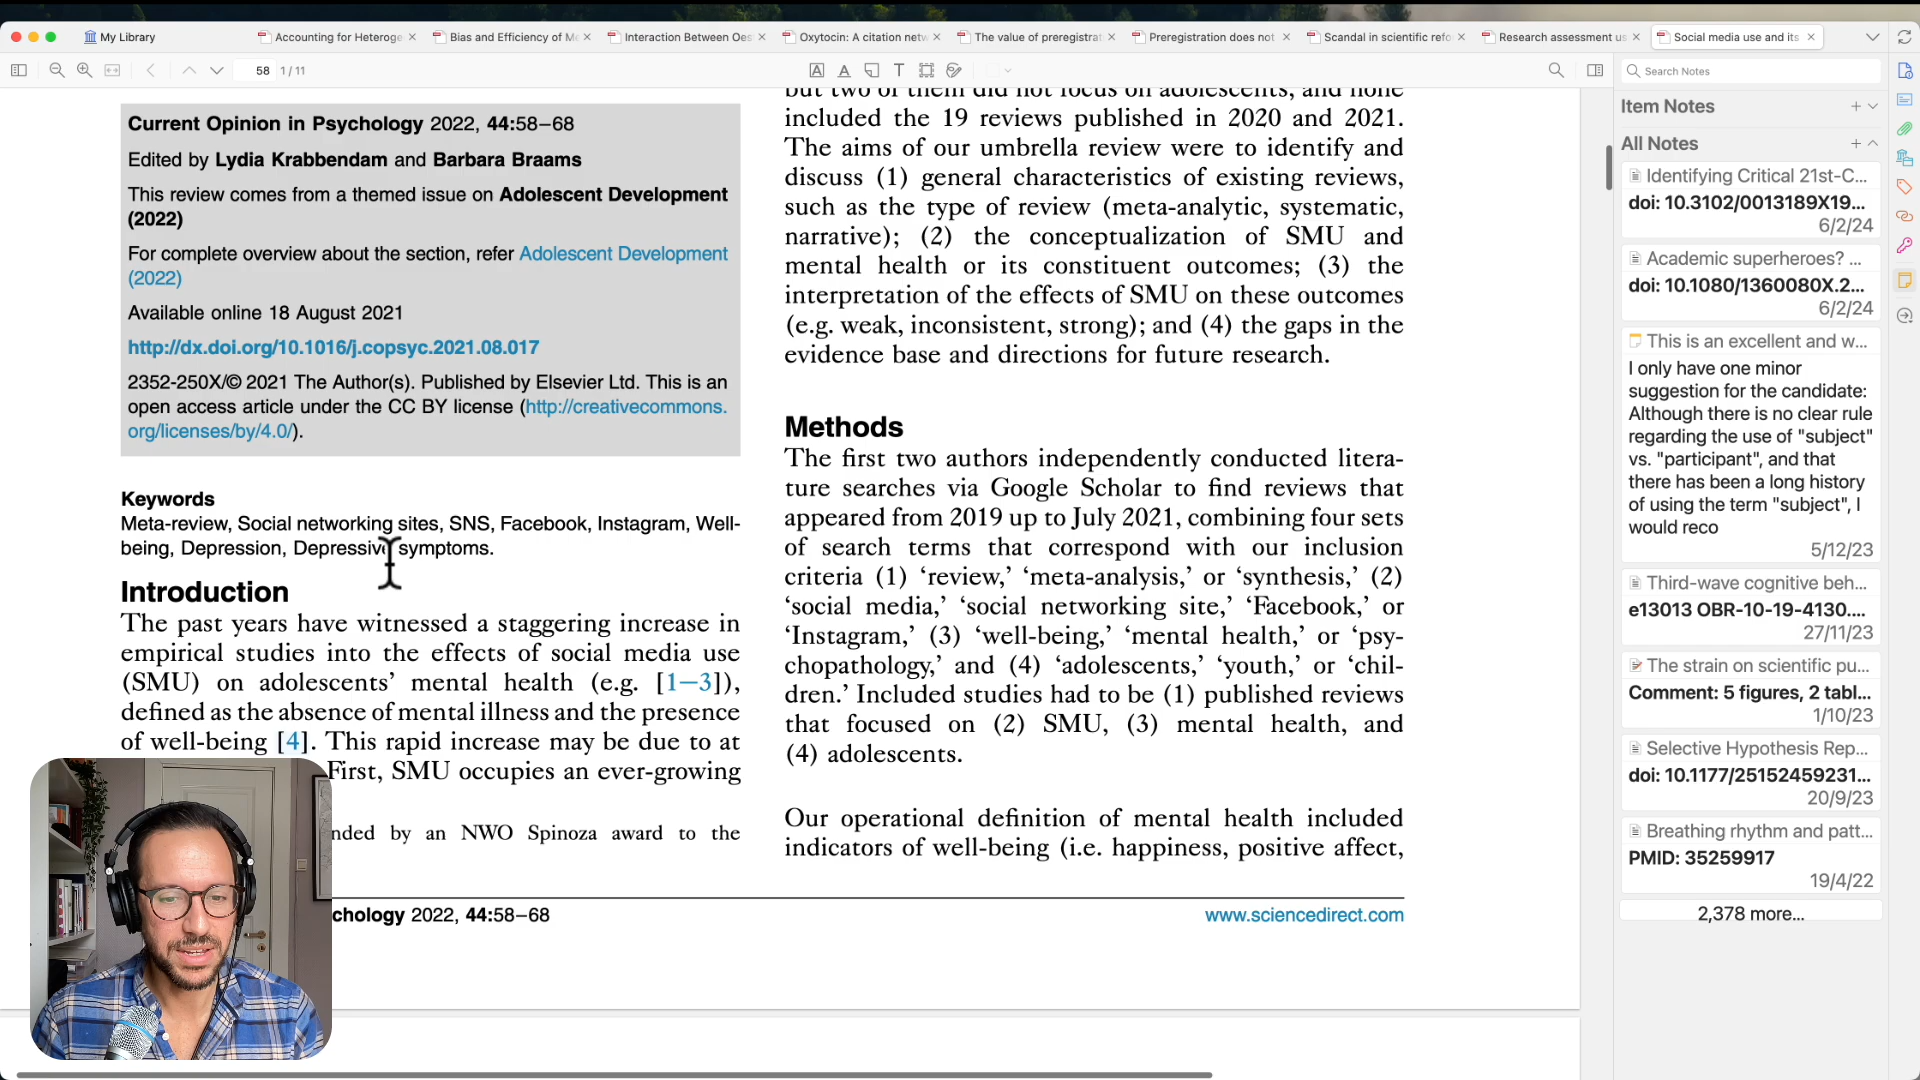 My Library
Accounting for Heteroge
Bias and Efficiency of Me
Interaction Between Oes
Oxytocin: A citation netw
The value of preregistrat
Preregistration does not
Scandal in scientific refo
Research assessment us
Social media use and its
58 1 / 11
Search Notes
Current Opinion in Psychology 2022, 44:58–68
Edited by Lydia Krabbendam and Barbara Braams
This review comes from a themed issue on Adolescent Development
(2022)
For complete overview about the section, refer Adolescent Development
(2022)
Available online 18 August 2021
http://dx.doi.org/10.1016/j.copsyc.2021.08.017
2352-250X/© 2021 The Author(s). Published by Elsevier Ltd. This is an
open access article under the CC BY license (http://creativecommons.
org/licenses/by/4.0/).
Keywords
Meta-review, Social networking sites, SNS, Facebook, Instagram, Well-
being, Depression, Depressive symptoms.
Introduction
The past years have witnessed a staggering increase in
empirical studies into the effects of social media use
(SMU) on adolescents’ mental health (e.g. [1–3]),
defined as the absence of mental illness and the presence
of well-being [4]. This rapid increase may be due to at
First, SMU occupies an ever-growing
nded by an NWO Spinoza award to the
chology 2022, 44:58–68
but two of them did not focus on adolescents, and none
included the 19 reviews published in 2020 and 2021.
The aims of our umbrella review were to identify and
discuss (1) general characteristics of existing reviews,
such as the type of review (meta-analytic, systematic,
narrative); (2) the conceptualization of SMU and
mental health or its constituent outcomes; (3) the
interpretation of the effects of SMU on these outcomes
(e.g. weak, inconsistent, strong); and (4) the gaps in the
evidence base and directions for future research.
Methods
The first two authors independently conducted litera-
ture searches via Google Scholar to find reviews that
appeared from 2019 up to July 2021, combining four sets
of search terms that correspond with our inclusion
criteria (1) ‘review,’ ‘meta-analysis,’ or ‘synthesis,’ (2)
‘social media,’ ‘social networking site,’ ‘Facebook,’ or
‘Instagram,’ (3) ‘well-being,’ ‘mental health,’ or ‘psy-
chopathology,’ and (4) ‘adolescents,’ ‘youth,’ or ‘chil-
dren.’ Included studies had to be (1) published reviews
that focused on (2) SMU, (3) mental health, and
(4) adolescents.
Our operational definition of mental health included
indicators of well-being (i.e. happiness, positive affect,
www.sciencedirect.com
Item Notes
All Notes
Identifying Critical 21st-C...
doi: 10.3102/0013189X19...
6/2/24
Academic superheroes? ...
doi: 10.1080/1360080X.2...
6/2/24
This is an excellent and w...
I only have one minor
suggestion for the candidate:
Although there is no clear rule
regarding the use of "subject"
vs. "participant", and that
there has been a long history
of using the term "subject", I
would reco
5/12/23
Third-wave cognitive beh...
e13013 OBR-10-19-4130....
27/11/23
The strain on scientific pu...
Comment: 5 figures, 2 tabl...
1/10/23
Selective Hypothesis Rep...
doi: 10.1177/25152459231...
20/9/23
Breathing rhythm and patt...
PMID: 35259917
19/4/22
2,378 more...